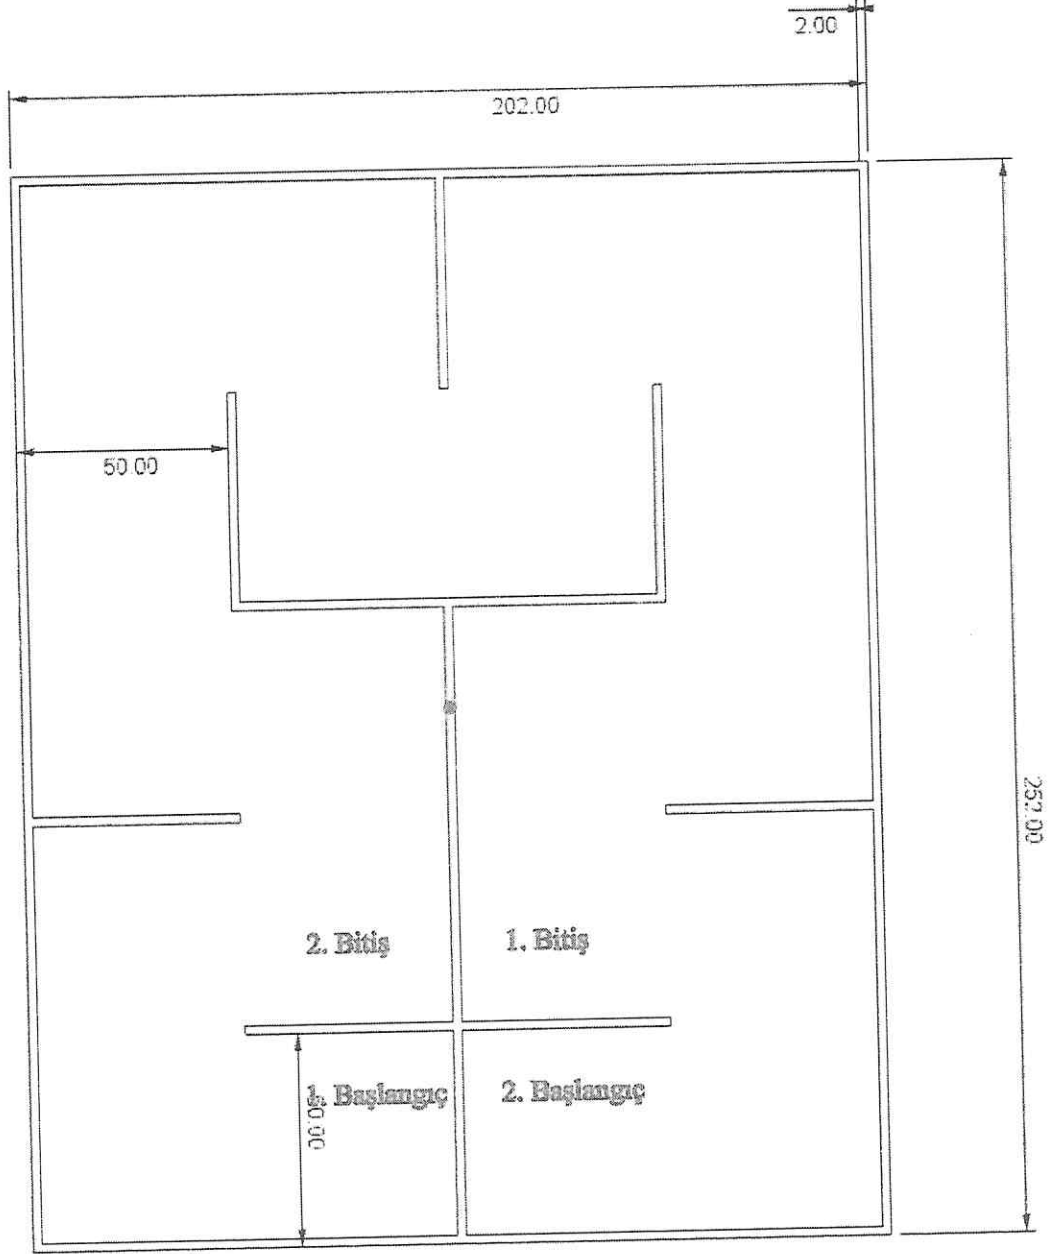 2.00
202.00
50.00
252.00
2. Bitiş
1. Bitiş
1. Başlangıç
2. Başlangıç